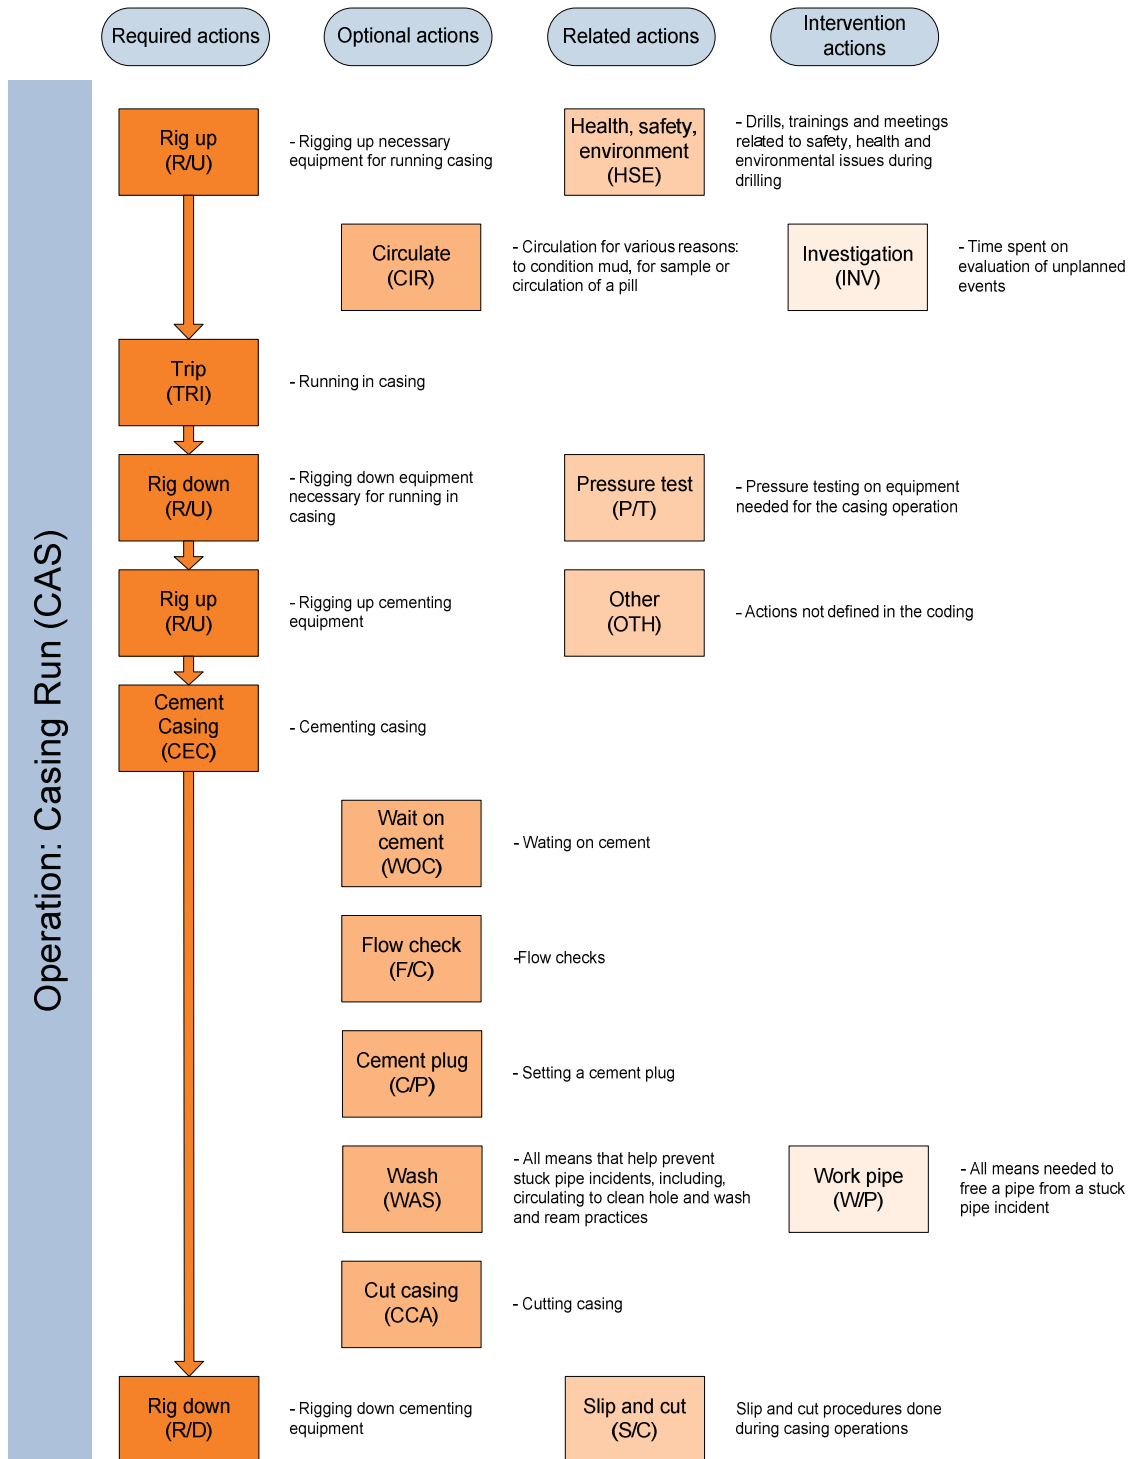 Required actions
Optional actions
Related actions
Intervention
actions
Operation: Casing Run (CAS)
Rig up
(R/U)
- Rigging up necessary
equipment for running casing
Health, safety,
environment
(HSE)
- Drills, trainings and meetings
related to safety, health and
environmental issues during
drilling
Circulate
(CIR)
- Circulation for various reasons:
to condition mud, for sample or
circulation of a pill
Investigation
(INV)
- Time spent on
evaluation of unplanned
events
Trip
(TRI)
- Running in casing
Rig down
(R/U)
- Rigging down equipment
necessary for running in
casing
Pressure test
(P/T)
- Pressure testing on equipment
needed for the casing operation
Rig up
(R/U)
- Rigging up cementing
equipment
Other
(OTH)
- Actions not defined in the coding
Cement
Casing
(CEC)
- Cementing casing
Wait on
cement
(WOC)
- Wating on cement
Flow check
(F/C)
-Flow checks
Cement plug
(C/P)
- Setting a cement plug
Wash
(WAS)
- All means that help prevent
stuck pipe incidents, including,
circulating to clean hole and wash
and ream practices
Work pipe
(W/P)
- All means needed to
free a pipe from a stuck
pipe incident
Cut casing
(CCA)
- Cutting casing
Rig down
(R/D)
- Rigging down cementing
equipment
Slip and cut
(S/C)
Slip and cut procedures done
during casing operations